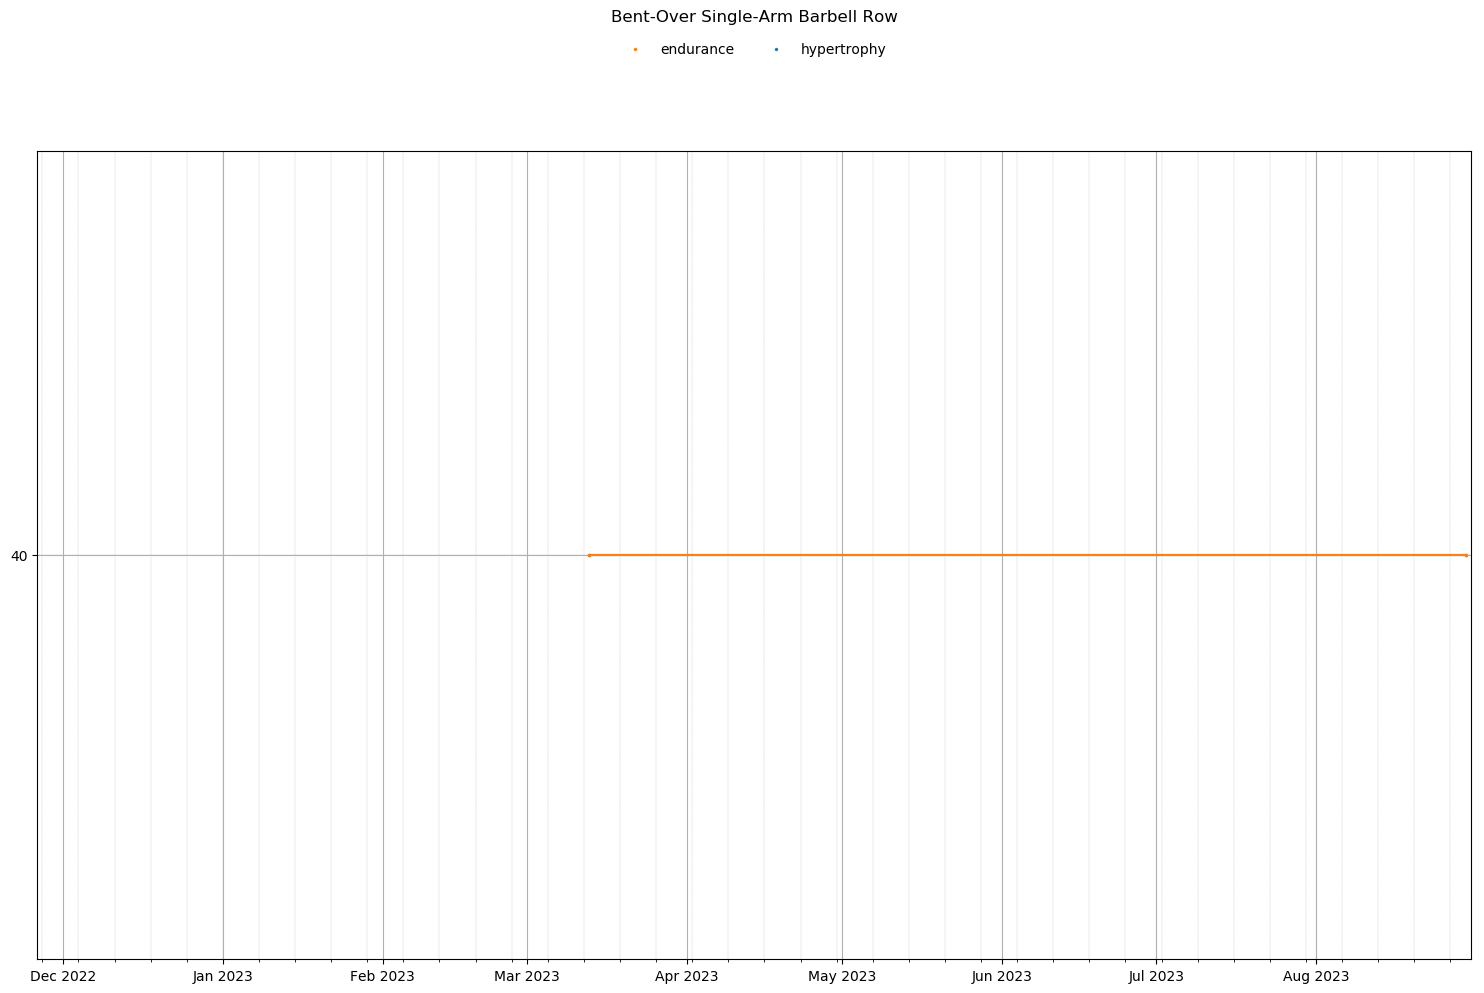 Bent-Over Single-Arm Barbell Row
endurance hypertrophy
40
Dec 2022 Jan 2023 Feb 2023 Mar 2023 Apr 2023 May 2023 Jun 2023 Jul 2023 Aug 2023